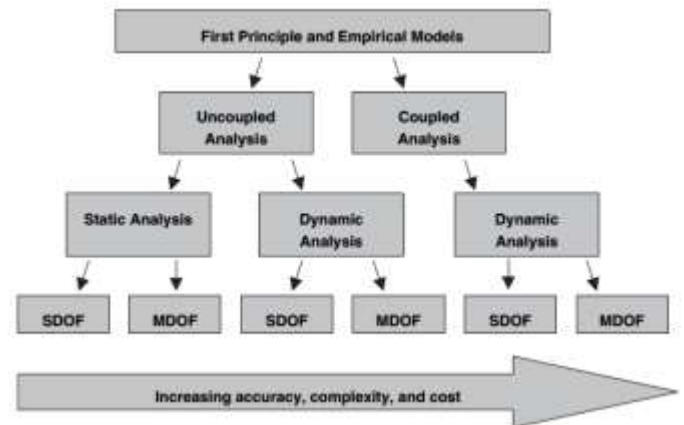 First Principle and Empirical Models
Uncoupled
Analysis
Coupled
Analysis
Static Analysis
Dynamic
Analysis
Dynamic
Analysis
SDOF
MDOF
SDOF
MDOF
SDOF
MDOF
Increasing accuracy, complexity, and cost